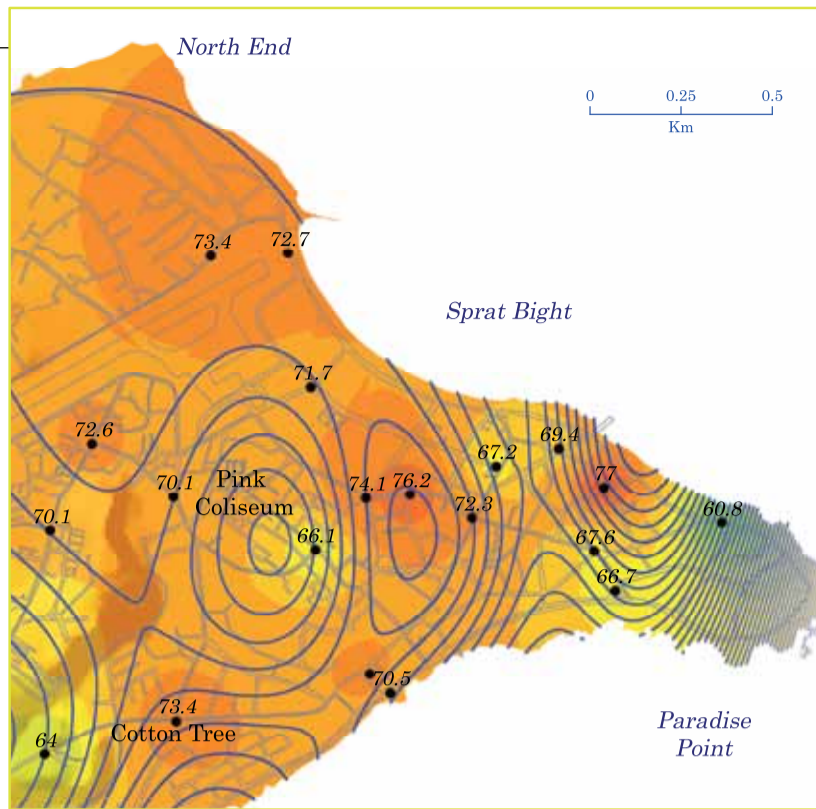 North End
0 0.25 0.5
Km
73.4 72.7
Sprat Bight
71.7
72.6
69.4
67.2
70.1 Pink
Coliseum
74.1 76.2
77
72.3
70.1
60.8
66.1
67.6
66.7
70.5
73.4
Cotton Tree
64
Paradise
Point